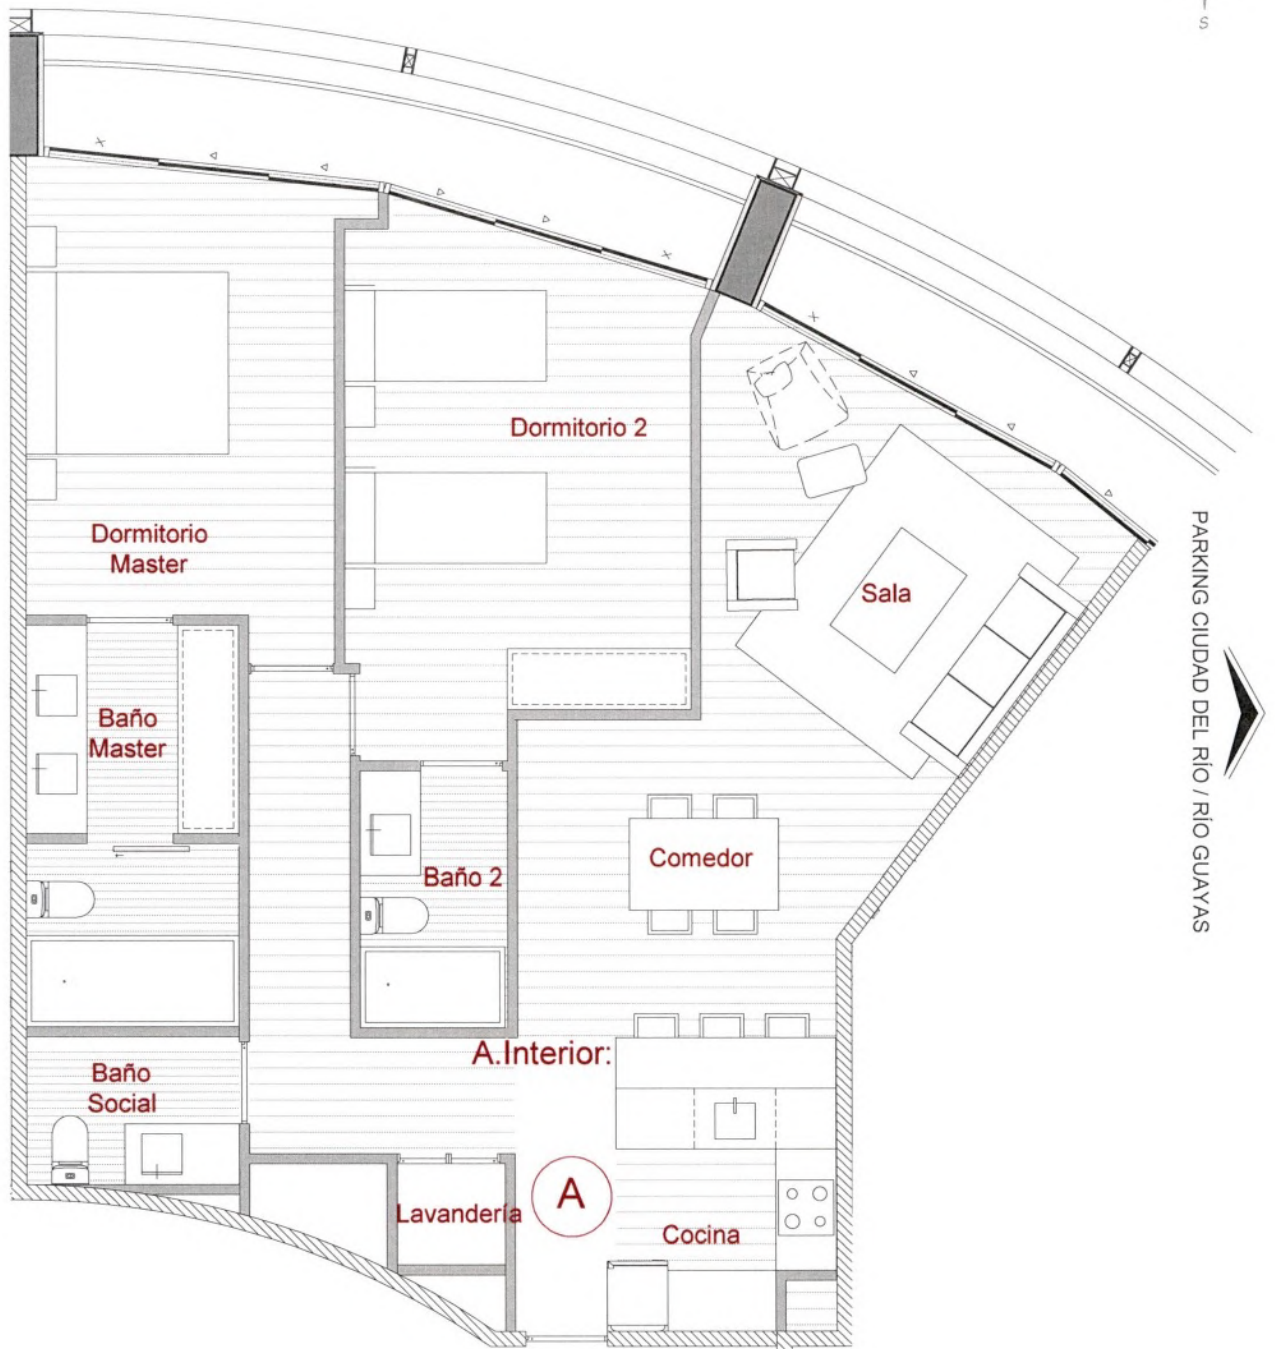 S
Dormitorio 2
Dormitorio
Master
Sala
PARKING CIUDAD DEL RÍO / RÍO GUAYAS
Baño
Master
Comedor
Baño 2
A.Interior:
Baño
Social
A
Lavandería
Cocina